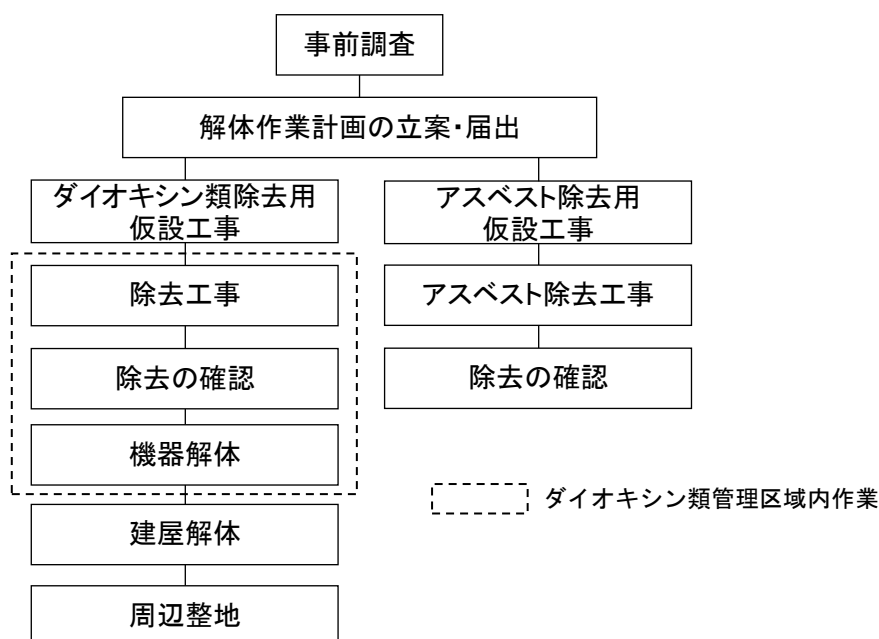 事前調査
解体作業計画の立案・届出
ダイオキシン類除去用
仮設工事
除去工事
除去の確認
機器解体
建屋解体
周辺整地
アスベスト除去用
仮設工事
アスベスト除去工事
除去の確認
ダイオキシン類管理区域内作業